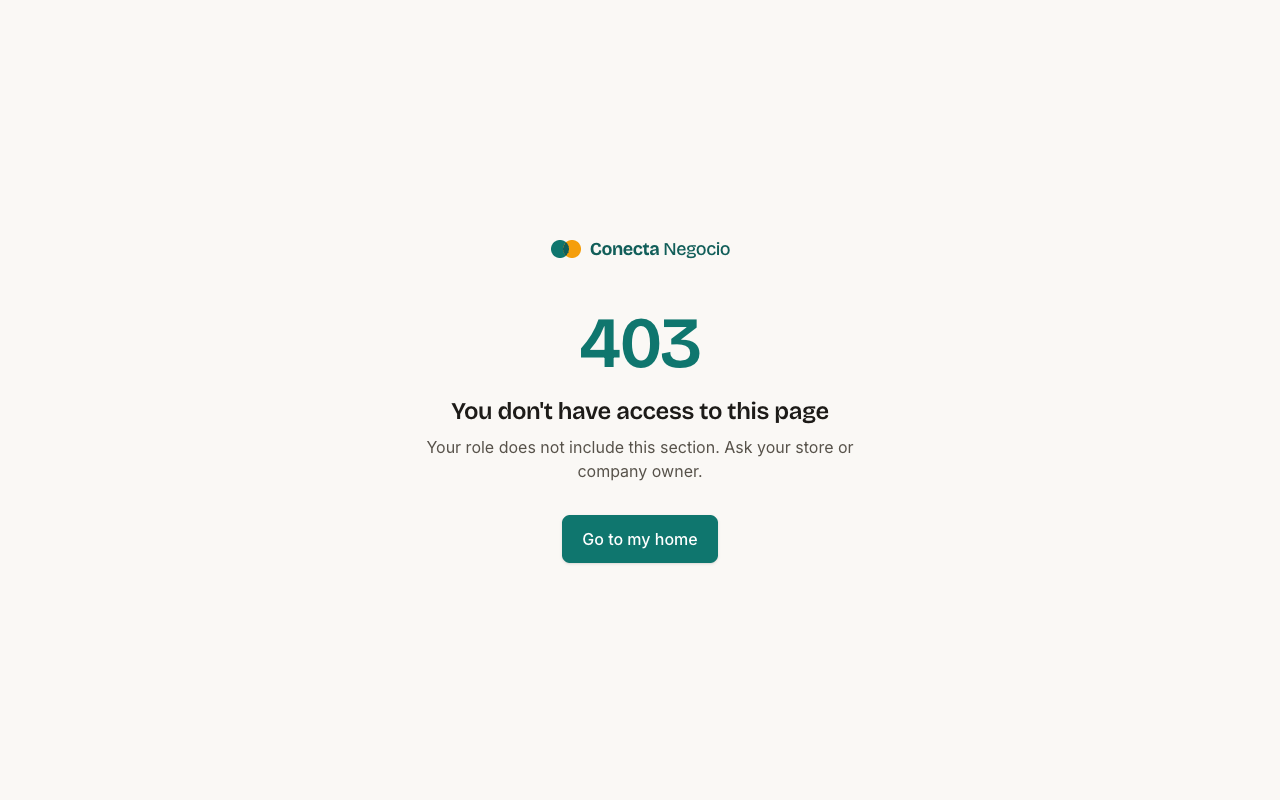 Conecta Negocio
403
You don't have access to this page
Your role does not include this section. Ask your store or
company owner.
Go to my home